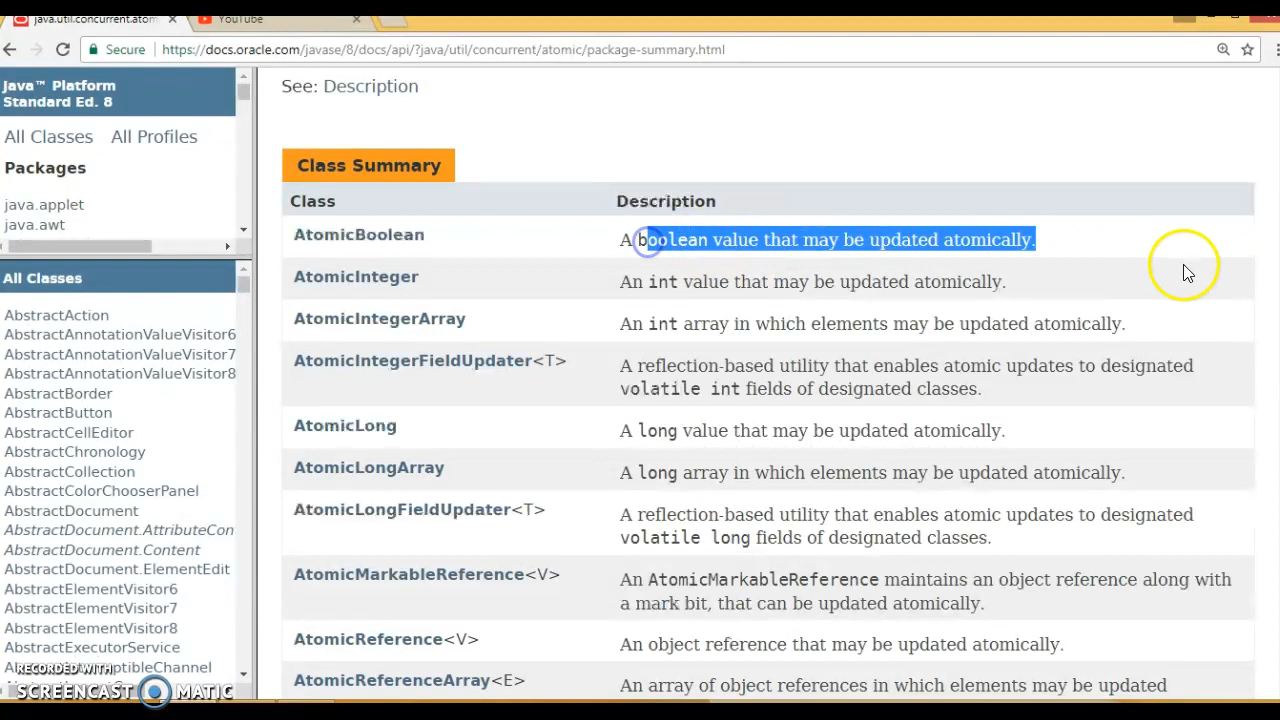 java.util.concurrent.atom
YouTube
Secure
https://docs.oracle.com/javase/8/docs/api/?java/util/concurrent/atomic/package-summary.html
Java™ Platform
Standard Ed. 8
All Classes All Profiles
Packages
java.applet
java.awt
All Classes
AbstractAction
AbstractAnnotationValueVisitor6
AbstractAnnotationValueVisitor7
AbstractAnnotationValueVisitor8
AbstractBorder
AbstractButton
AbstractCellEditor
AbstractChronology
AbstractCollection
AbstractColorChooserPanel
AbstractDocument
AbstractDocument.AttributeCon
AbstractDocument.Content
AbstractDocument.ElementEdit
AbstractElementVisitor6
AbstractElementVisitor7
AbstractElementVisitor8
AbstractExecutorService
See: Description
Class Summary
Class Description
AtomicBoolean A boolean value that may be updated atomically.
AtomicInteger An int value that may be updated atomically.
AtomicIntegerArray An int array in which elements may be updated atomically.
AtomicIntegerFieldUpdater<T> A reflection-based utility that enables atomic updates to designated
volatile int fields of designated classes.
AtomicLong A long value that may be updated atomically.
AtomicLongArray A long array in which elements may be updated atomically.
AtomicLongFieldUpdater<T> A reflection-based utility that enables atomic updates to designated
volatile long fields of designated classes.
AtomicMarkableReference<V> An AtomicMarkableReference maintains an object reference along with
a mark bit, that can be updated atomically.
AtomicReference<V> An object reference that may be updated atomically.
AtomicReferenceArray<E> An array of object references in which elements may be updated
RECORDED WITH
SCREENCAST MATIC